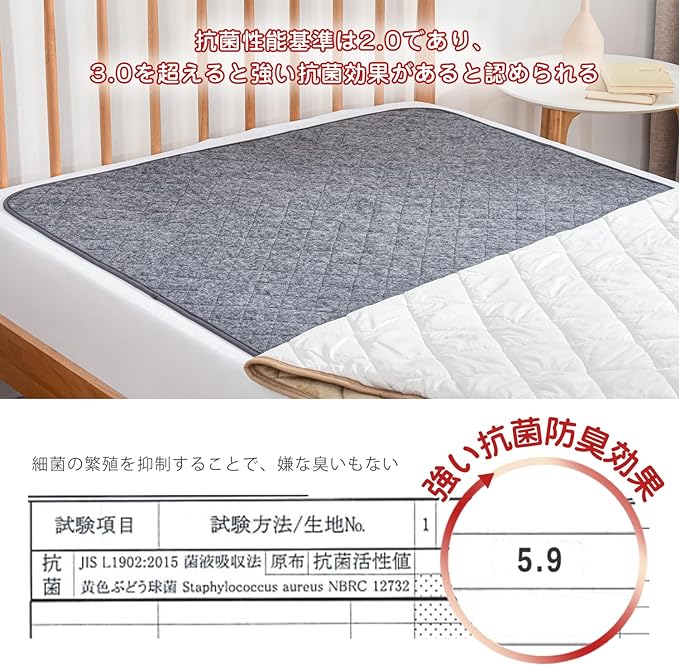 抗菌性能基準は2.0であり、
3.0を超えると強い抗菌効果があると認められる
細菌の繁殖を抑制することで、嫌な臭いもない
強い抗菌防臭効果
試験項目 試験方法/生地No. 1
抗菌 JIS L1902:2015 菌液吸収法 原布 抗菌活性値 5.9
黄色ぶどう球菌 Staphylococcus aureus NBRC 12732